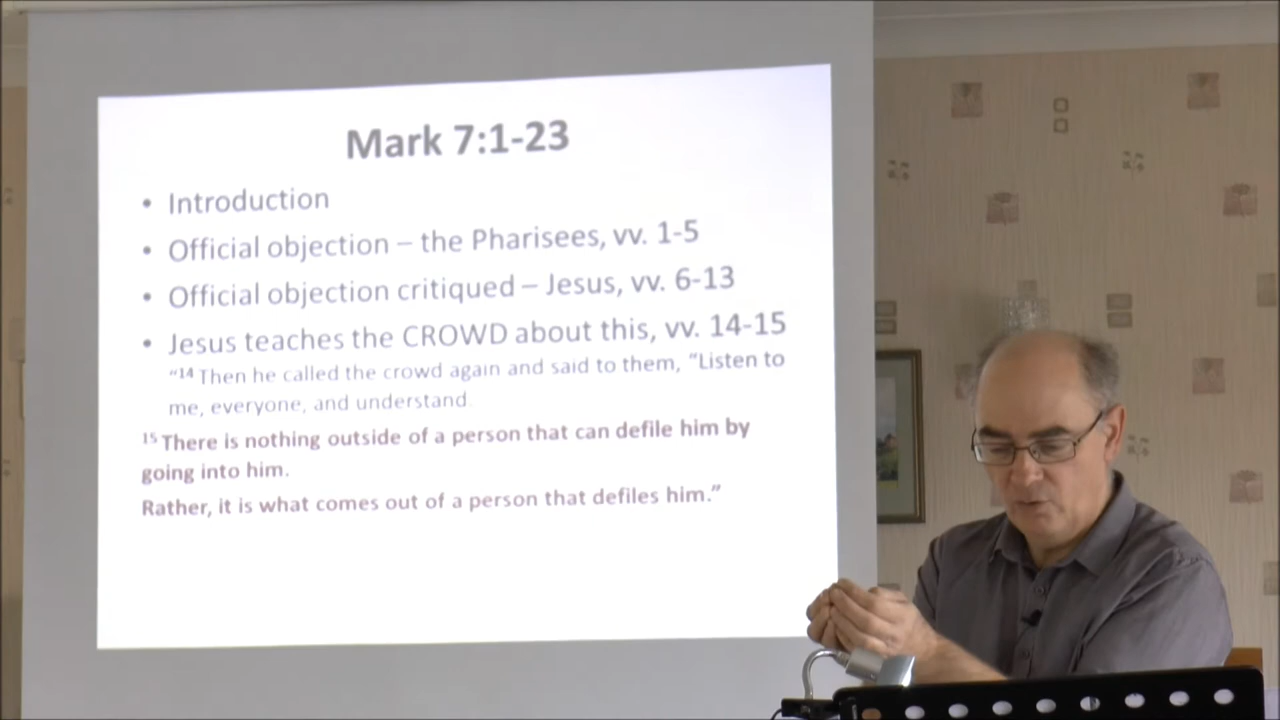 Mark 7:1-23
• Introduction
• Official objection – the Pharisees, vv. 1-5
• Official objection critiqued – Jesus, vv. 6-13
• Jesus teaches the CROWD about this, vv. 14-15
“14 Then he called the crowd again and said to them, “Listen to
me, everyone, and understand.
15 There is nothing outside of a person that can defile him by
going into him.
Rather, it is what comes out of a person that defiles him.”